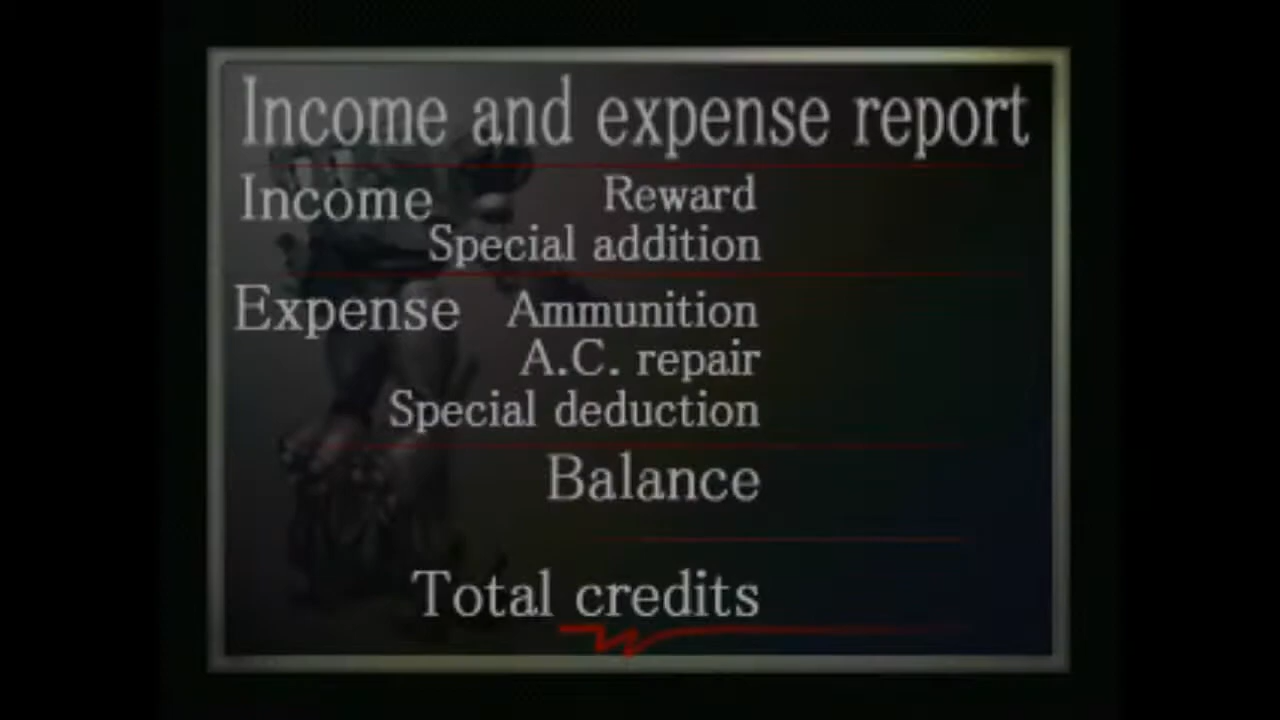 Income and expense report
Income Reward
Special addition
Expense Ammunition
A.C. repair
Special deduction
Balance
Total credits